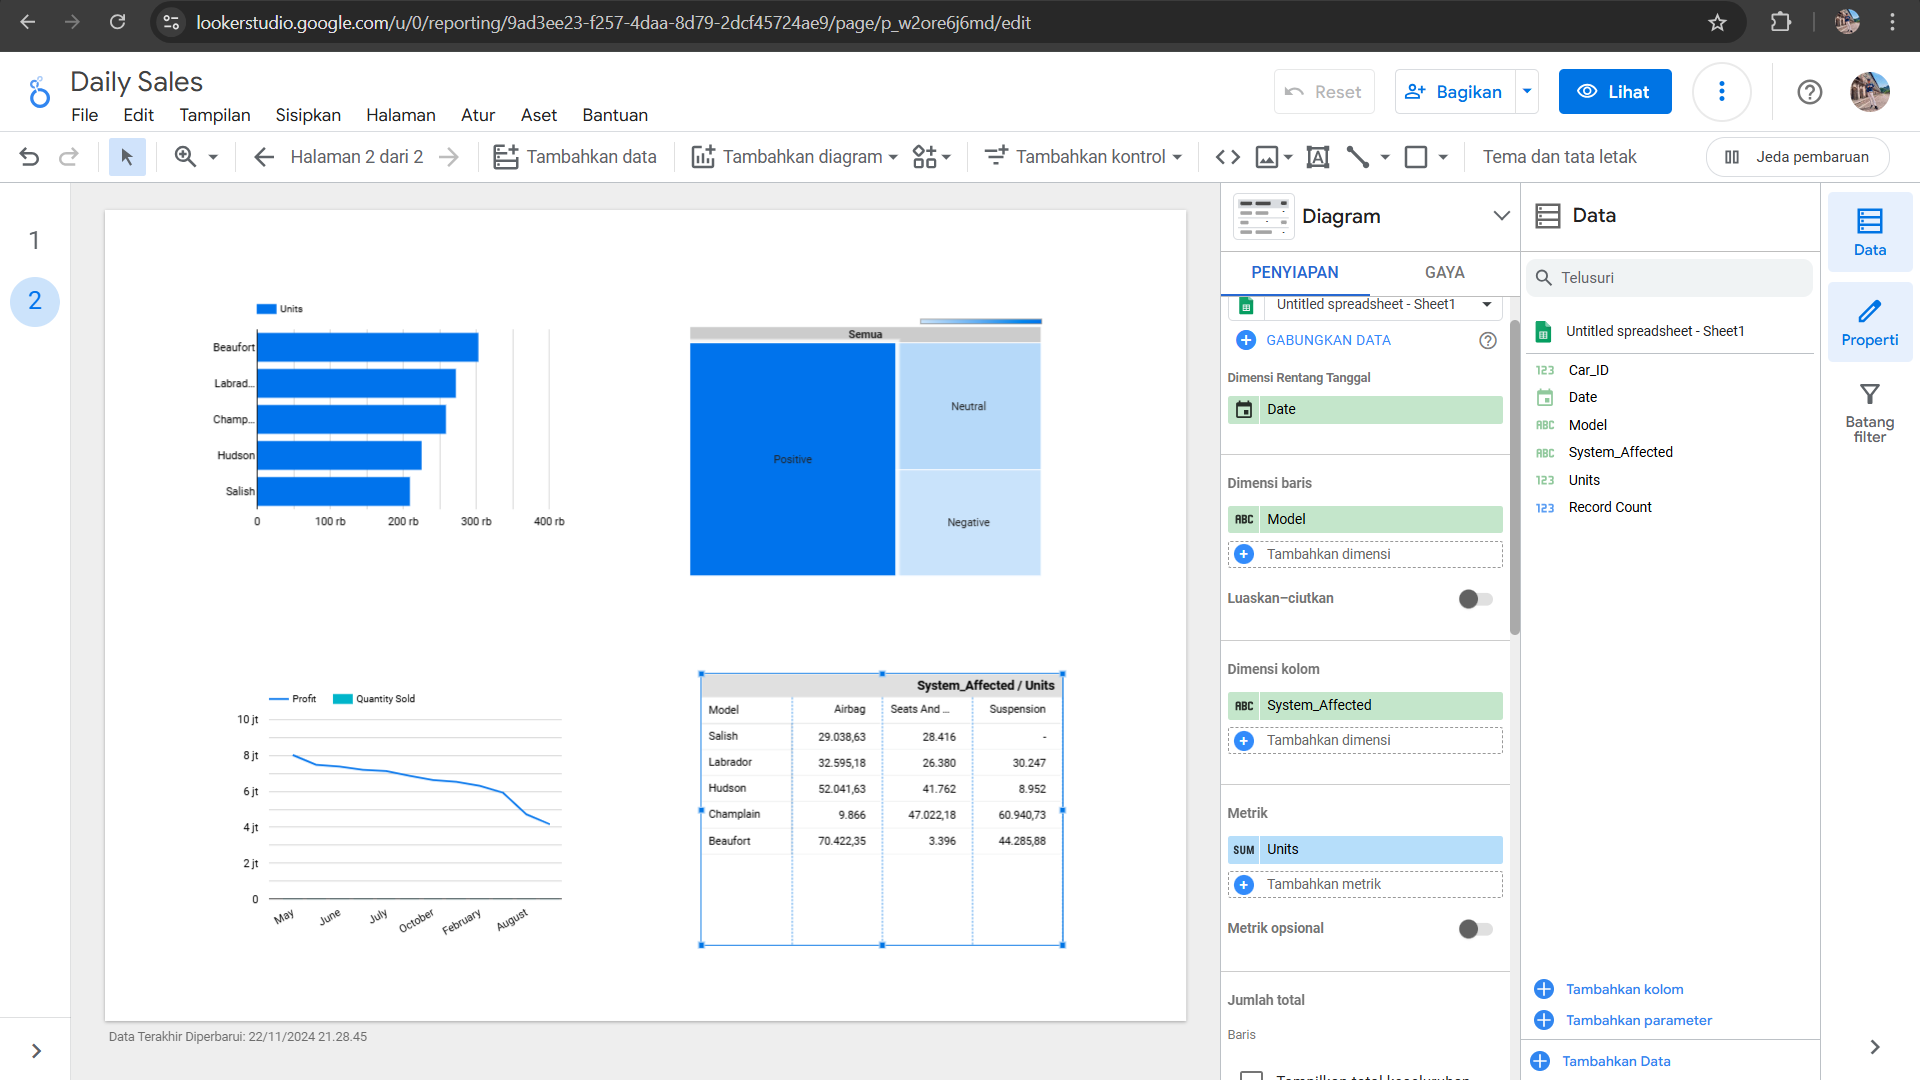 lookerstudio.google.com/u/0/reporting/9ad3ee23-f257-4daa-8d79-2dcf45724ae9/page/p_w2ore6j6md/edit
Daily Sales
File Edit Tampilan Sisipkan Halaman Atur Aset Bantuan
Reset
Bagikan
Lihat
Halaman 2 dari 2
Tambahkan data
Tambahkan diagram
Tambahkan kontrol
Tema dan tata letak
Jeda pembaruan
1
2
Units
Beaufort
Labrad...
Champ...
Hudson
Salish
0 100 rb 200 rb 300 rb 400 rb
Semua
Positive
Neutral
Negative
Profit Quantity Sold
10 jt
8 jt
6 jt
4 jt
2 jt
0
May June July October February August
System_Affected / Units
Model Airbag Seats And ... Suspension
Salish 29.038,63 28.416 -
Labrador 32.595,18 26.380 30.247
Hudson 52.041,63 41.762 8.952
Champlain 9.866 47.022,18 60.940,73
Beaufort 70.422,35 3.396 44.285,88
Data Terakhir Diperbarui: 22/11/2024 21.28.45
Diagram
PENYIAPAN GAYA
Untitled spreadsheet - Sheet1
GABUNGKAN DATA
Dimensi Rentang Tanggal
Date
Dimensi baris
ABC Model
Tambahkan dimensi
Luaskan–ciutkan
Dimensi kolom
ABC System_Affected
Tambahkan dimensi
Metrik
SUM Units
Tambahkan metrik
Metrik opsional
Jumlah total
Baris
Tampilkan total keseluruhan
Data
Telusuri
Untitled spreadsheet - Sheet1
123 Car_ID
Date
ABC Model
ABC System_Affected
123 Units
123 Record Count
Tambahkan kolom
Tambahkan parameter
Tambahkan Data
Data
Properti
Batang
filter